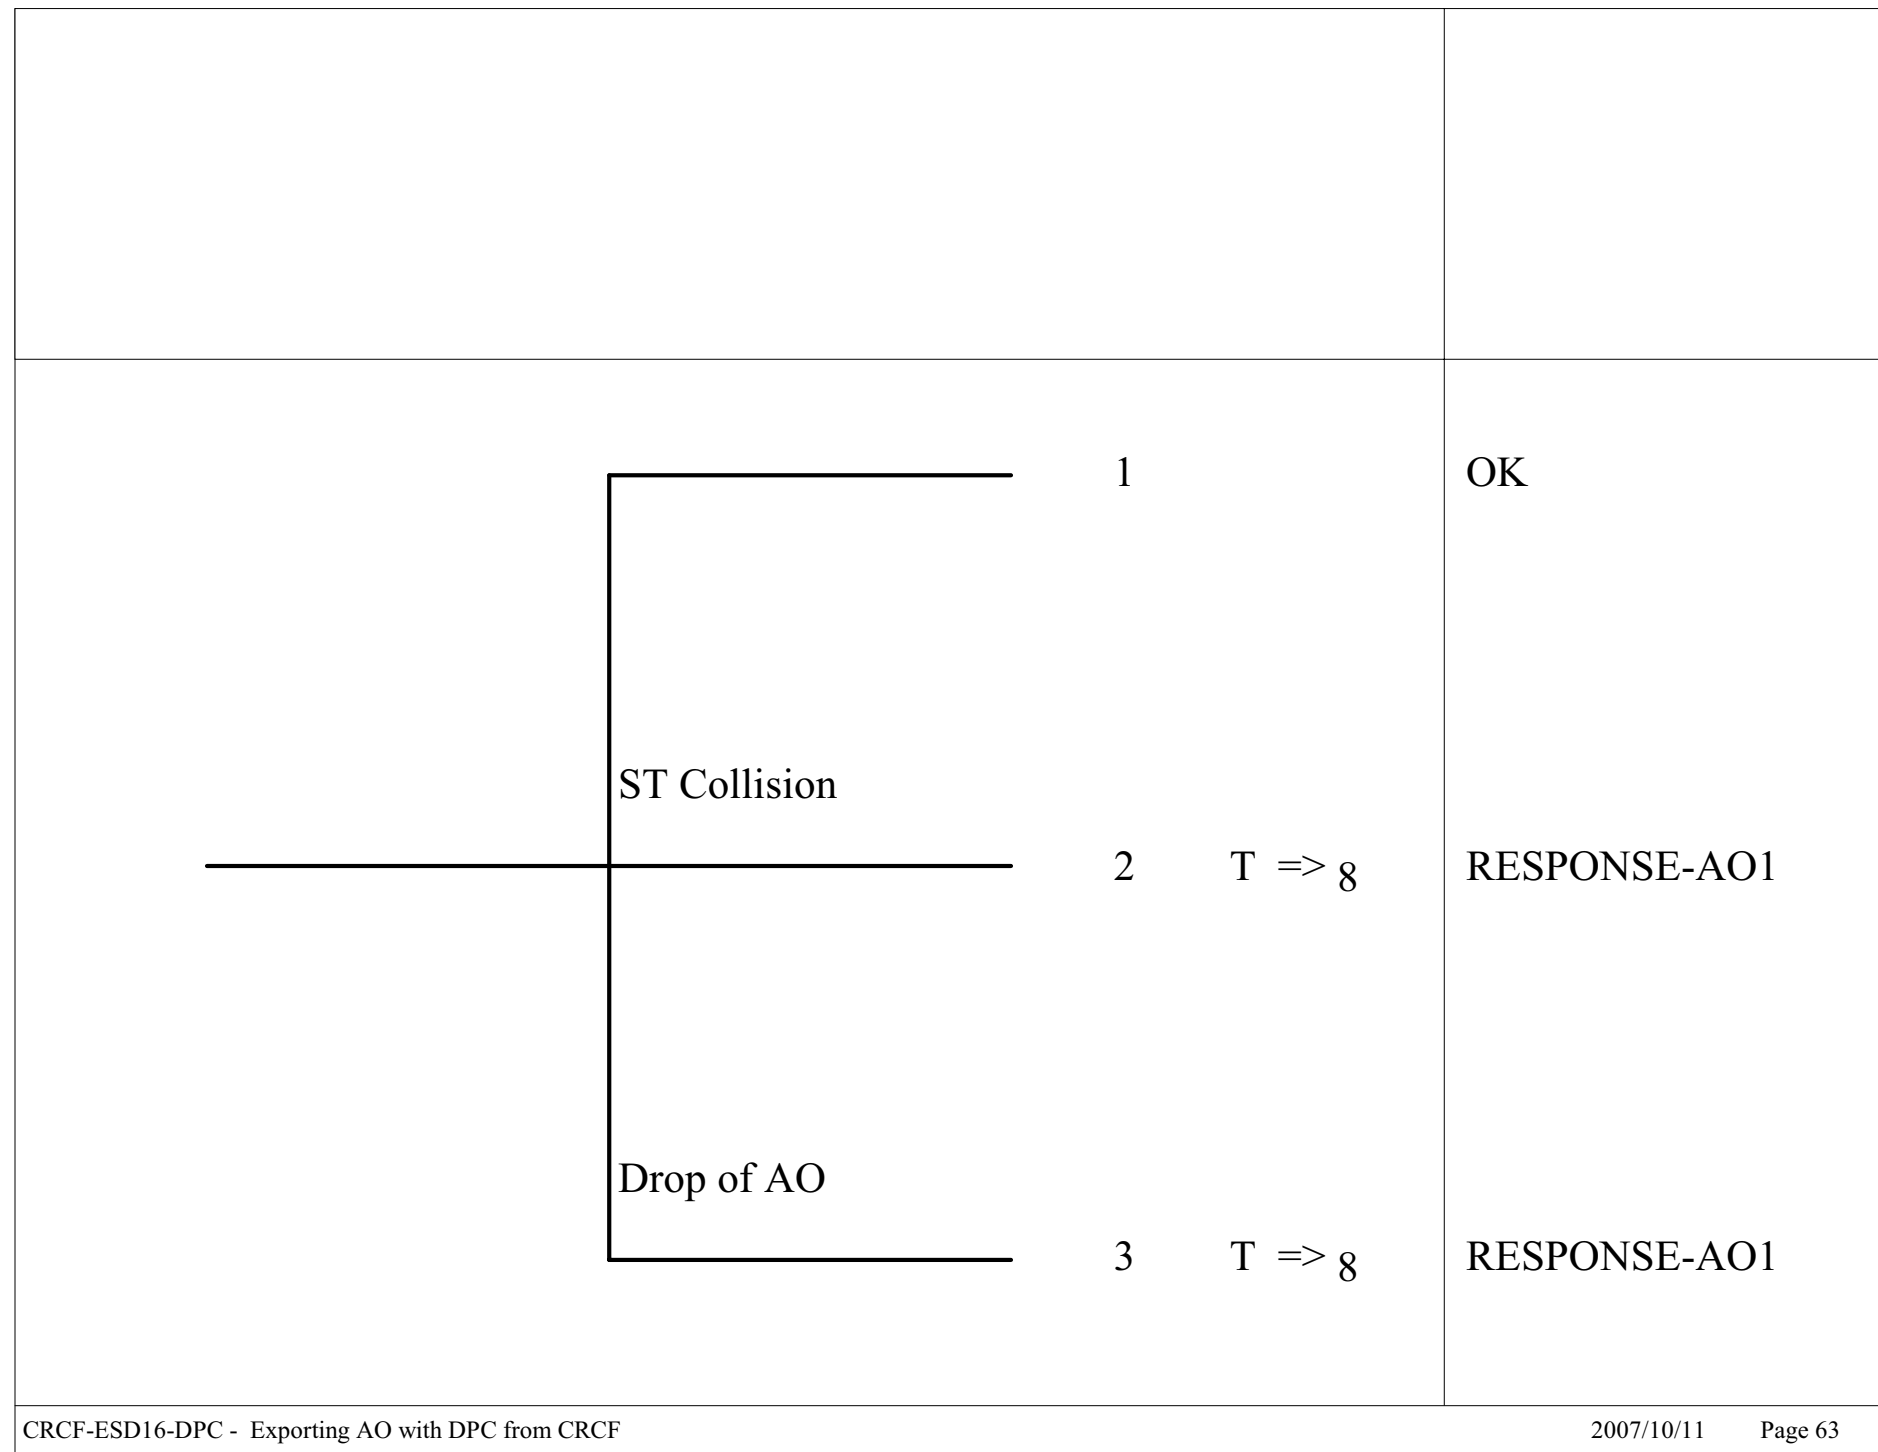 1 OK
ST Collision
2 T => 8 RESPONSE-AO1
Drop of AO
3 T => 8 RESPONSE-AO1
CRCF-ESD16-DPC - Exporting AO with DPC from CRCF 2007/10/11 Page 63